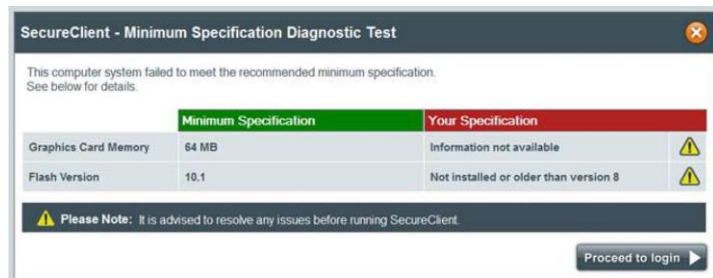 SecureClient - Minimum Specification Diagnostic Test
This computer system failed to meet the recommended minimum specification.
See below for details.
Minimum Specification Your Specification
Graphics Card Memory 64 MB Information not available
Flash Version 10.1 Not installed or older than version 8
Please Note: It is advised to resolve any issues before running SecureClient.
Proceed to login